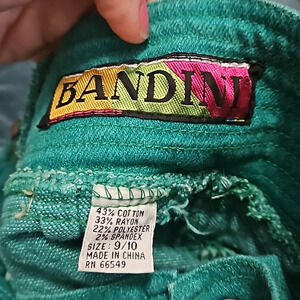 BANDINI
43% COTTON
33% RAYON
22% POLYESTER
2% SPANDEX
SIZE: 9/10
MADE IN CHINA
RN 66549